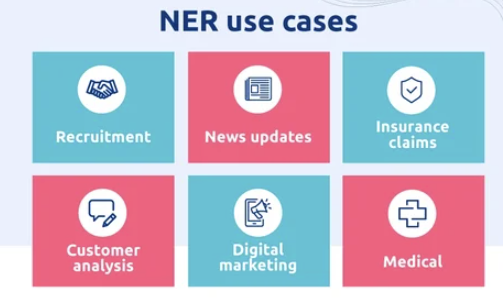 NER use cases
Recruitment
News updates
Insurance
claims
Customer
analysis
Digital
marketing
Medical